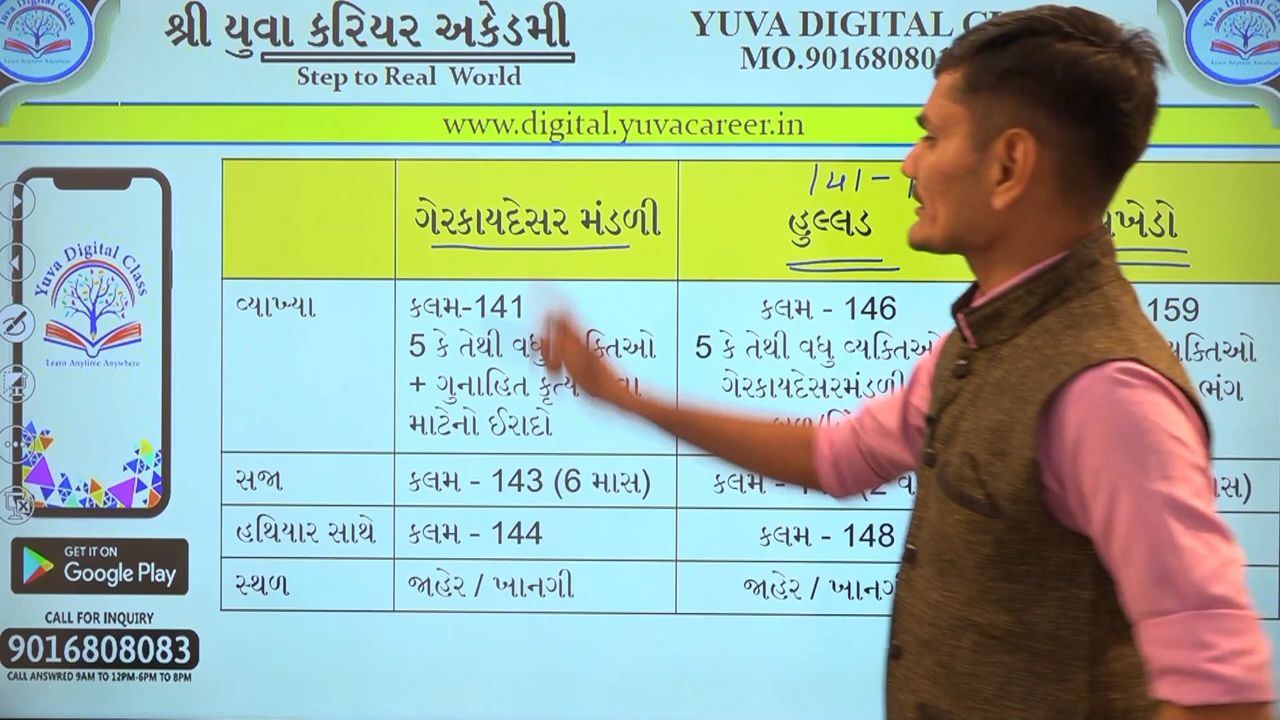 શ્રી યુવા કરિયર અકેડમી
Step to Real World
YUVA DIGITAL
MO.90168080
www.digital.yuvacareer.in
Yuva Digital Class
Learn Anytime Anywhere
GET IT ON
Google Play
CALL FOR INQUIRY
9016808083
CALL ANSWRED 9AM TO 12PM-6PM TO 8PM
141-
ગેરકાયદેસર મંડળી
હુલ્લડ
વ્યાખ્યા
કલમ-141
5 કે તેથી વધુ
+ ગુનાહિત
માટેનો ઈરાદો
કલમ - 146
5 કે તેથી વધુ વ્યક્તિઓ
ગેરકાયદેસરમંડળી
159
ભંગ
સજા
કલમ - 143 (6 માસ)
કલમ -
હથિયાર સાથે
કલમ - 144
કલમ - 148
સ્થળ
જાહેર / ખાનગી
જાહેર /